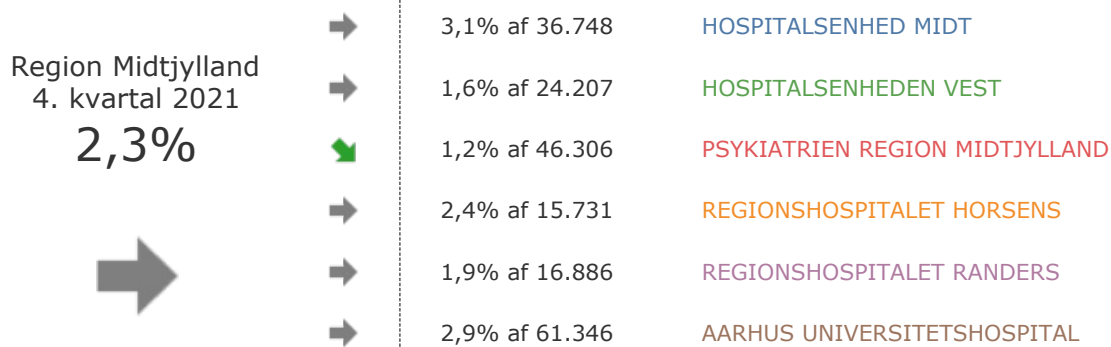 Region Midtjylland
4. kvartal 2021
2,3%
3,1% af 36.748 HOSPITALSENHED MIDT
1,6% af 24.207 HOSPITALSENHEDEN VEST
1,2% af 46.306 PSYKIATRIEN REGION MIDTJYLLAND
2,4% af 15.731 REGIONSHOSPITALET HORSENS
1,9% af 16.886 REGIONSHOSPITALET RANDERS
2,9% af 61.346 AARHUS UNIVERSITETSHOSPITAL